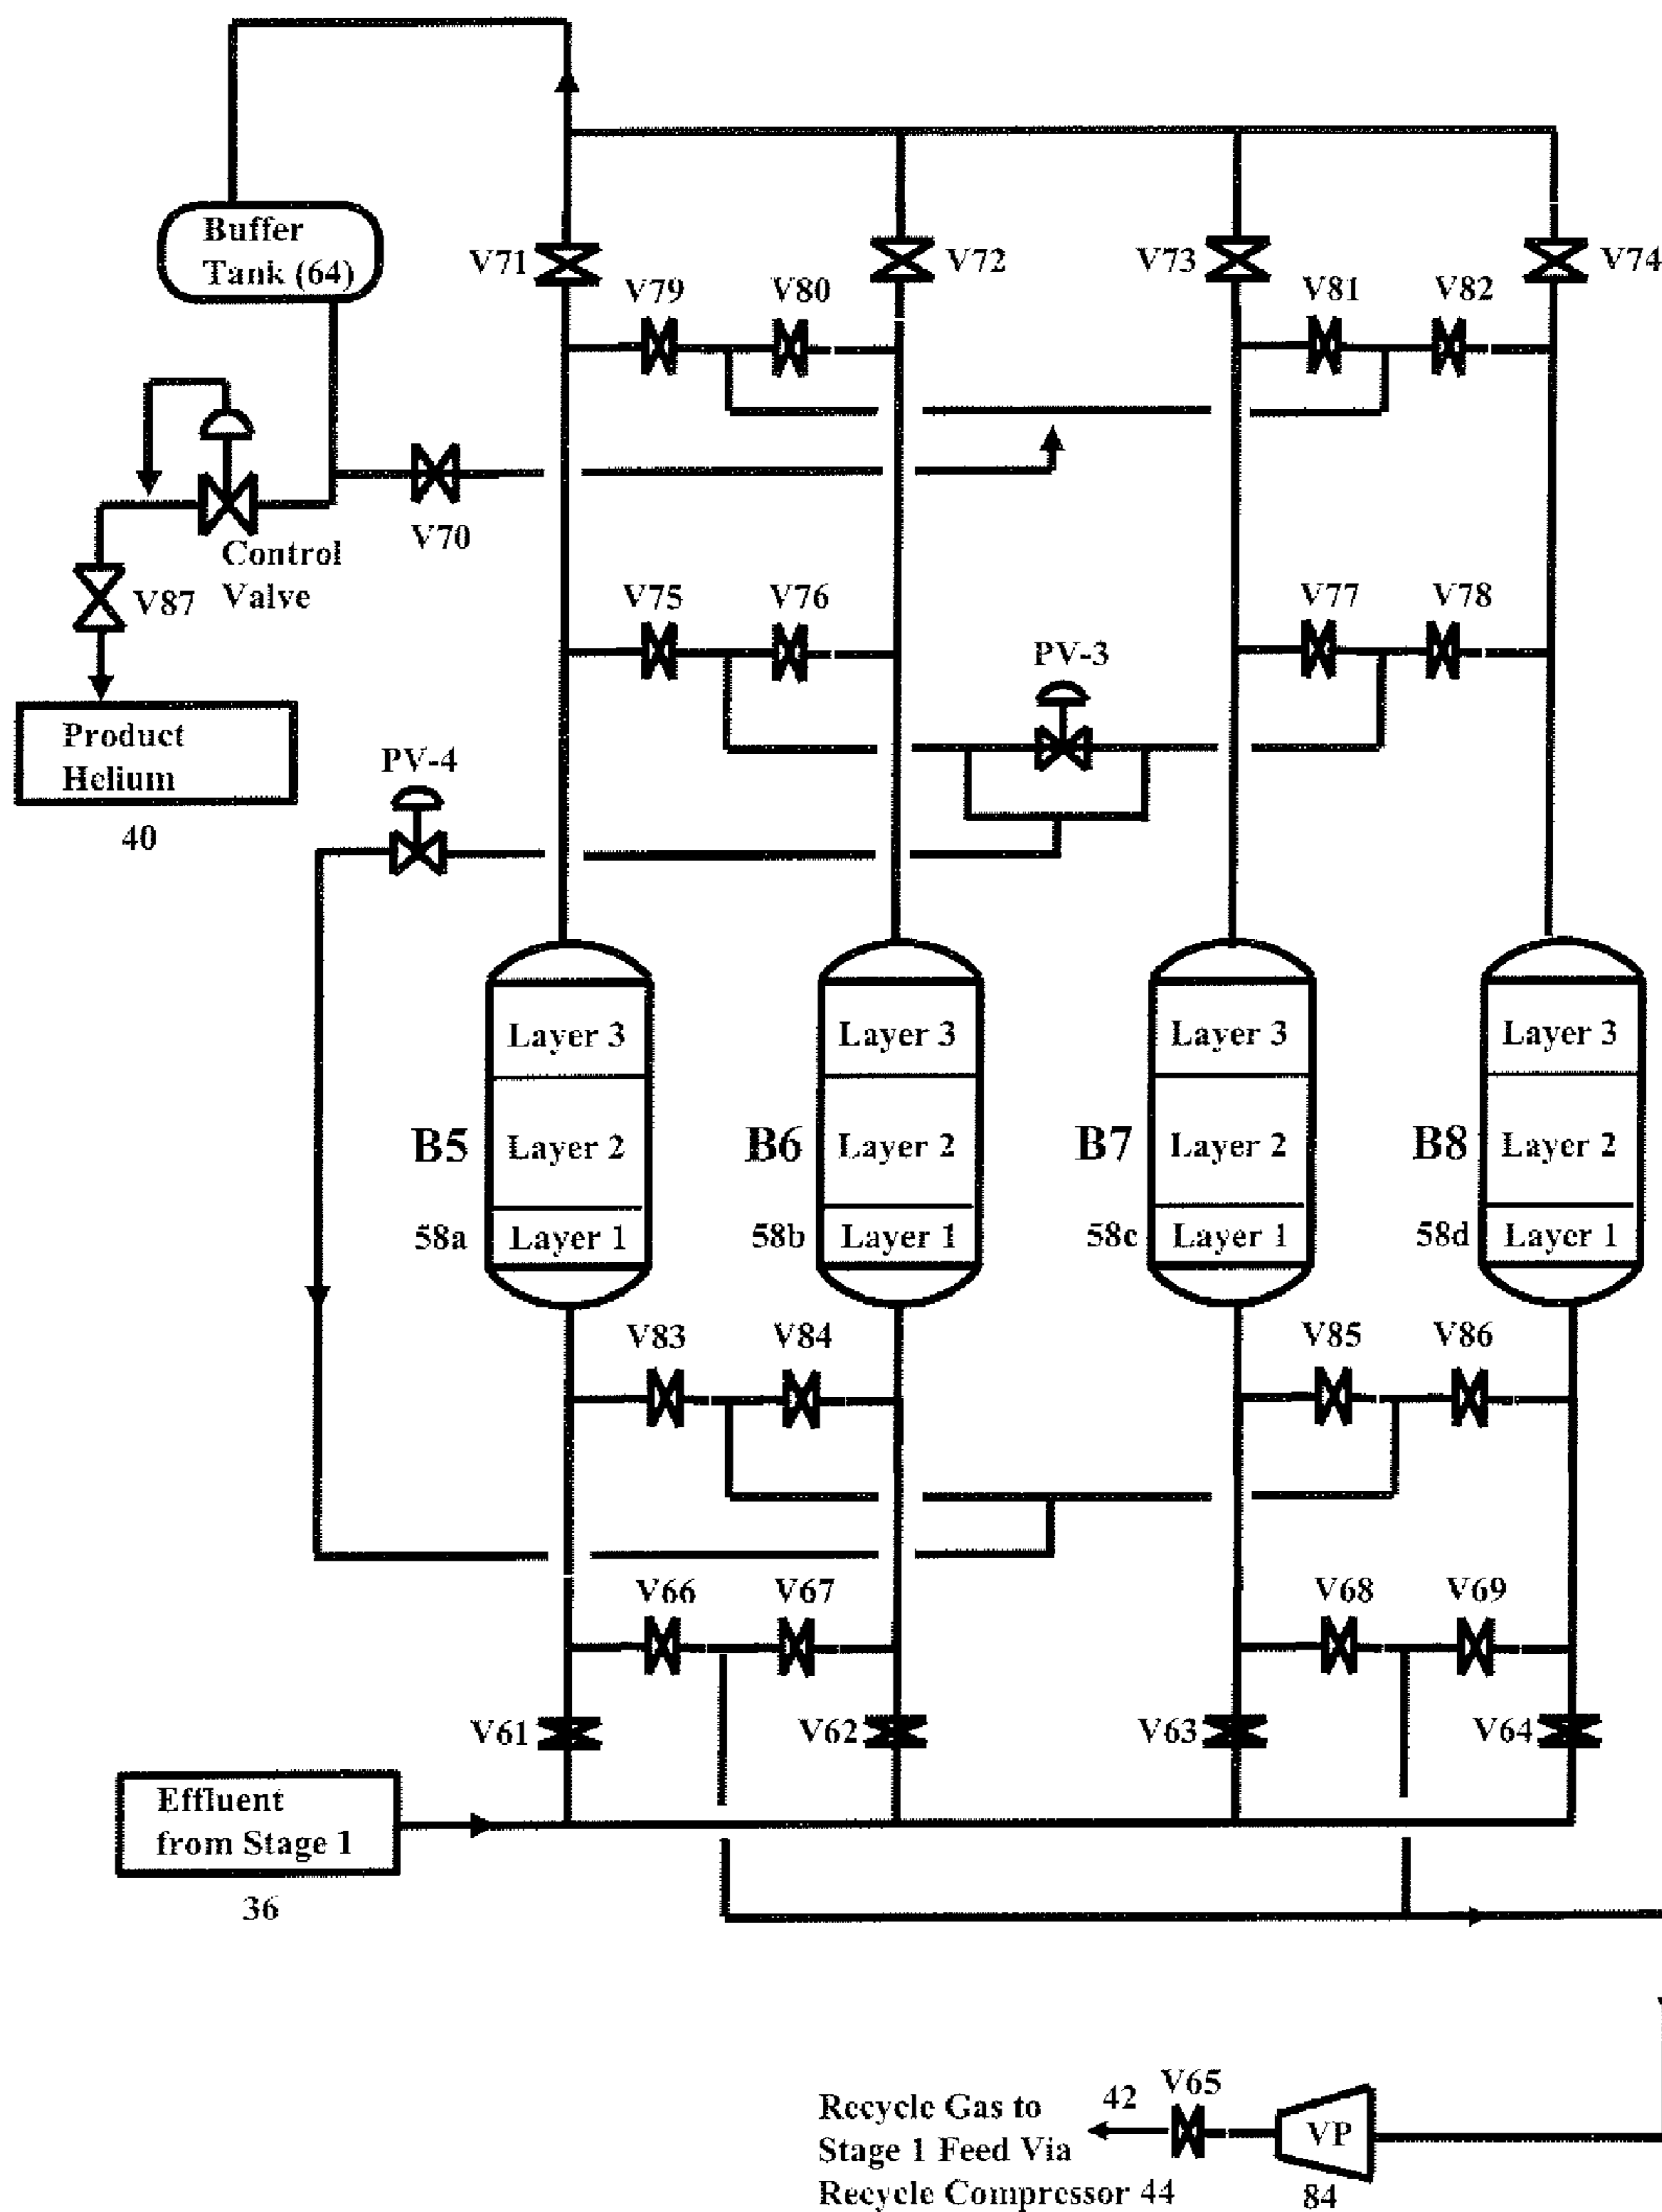 Buffer
Tank (64)
V71
V72
V73
V74
V79
V80
V81
V82
V70
Control
Valve
V87
V75
V76
V77
V78
PV-3
Product
Helium
40
PV-4
Layer 3
Layer 3
Layer 3
Layer 3
B5
Layer 2
B6
Layer 2
B7
Layer 2
B8
Layer 2
58a
Layer 1
58b
Layer 1
58c
Layer 1
58d
Layer 1
V83
V84
V85
V86
V66
V67
V68
V69
V61
V62
V63
V64
Effluent
from Stage 1
36
Recycle Gas to
Stage 1 Feed Via
Recycle Compressor 44
42
V65
VP
84